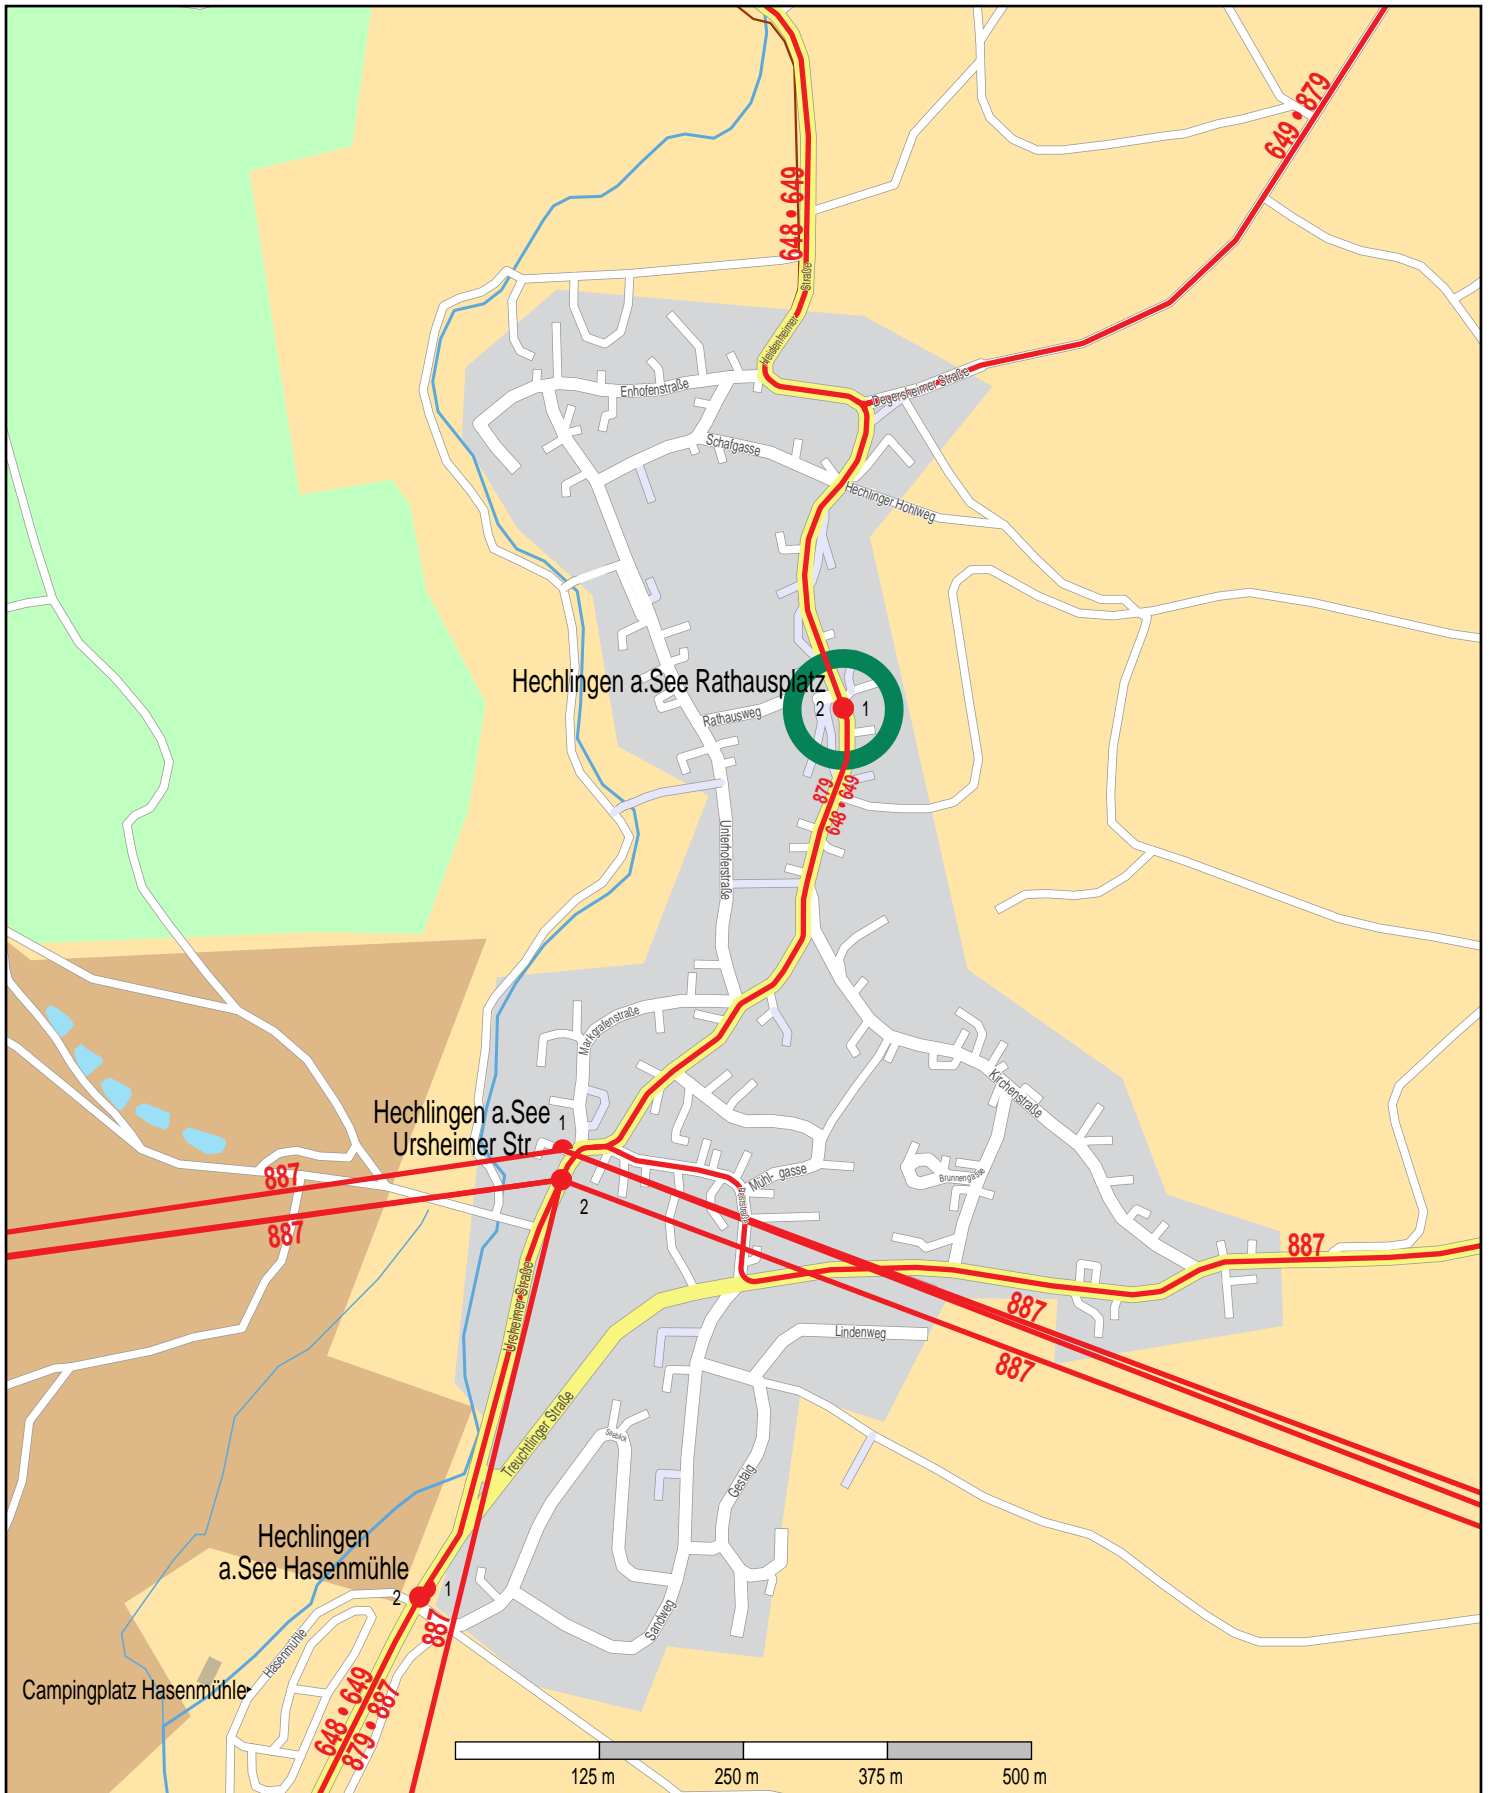 649 • 879
648 • 649
Heidenheimer
Straße
Enhofenstraße
Degersheimer Straße
Schafgasse
Hechlinger Hohlweg
Hechlingen a.See Rathausplatz
2
1
Rathausweg
879
648 • 649
Unterhoferstraße
Markgrafenstraße
Kirchenstraße
Hechlingen a.See
Ursheimer Str
1
2
887
887
Mühl- gasse
Brunnengasse
887
887
887
Ursheimer Straße
Lindenweg
Treuchtlinger Straße
Seeblick
Gestaig
Hechlingen
a.See Hasenmühle
2
1
887
Sandweg
Hasenmühle
Campingplatz Hasenmühle
648 • 649
879 • 887
125 m
250 m
375 m
500 m